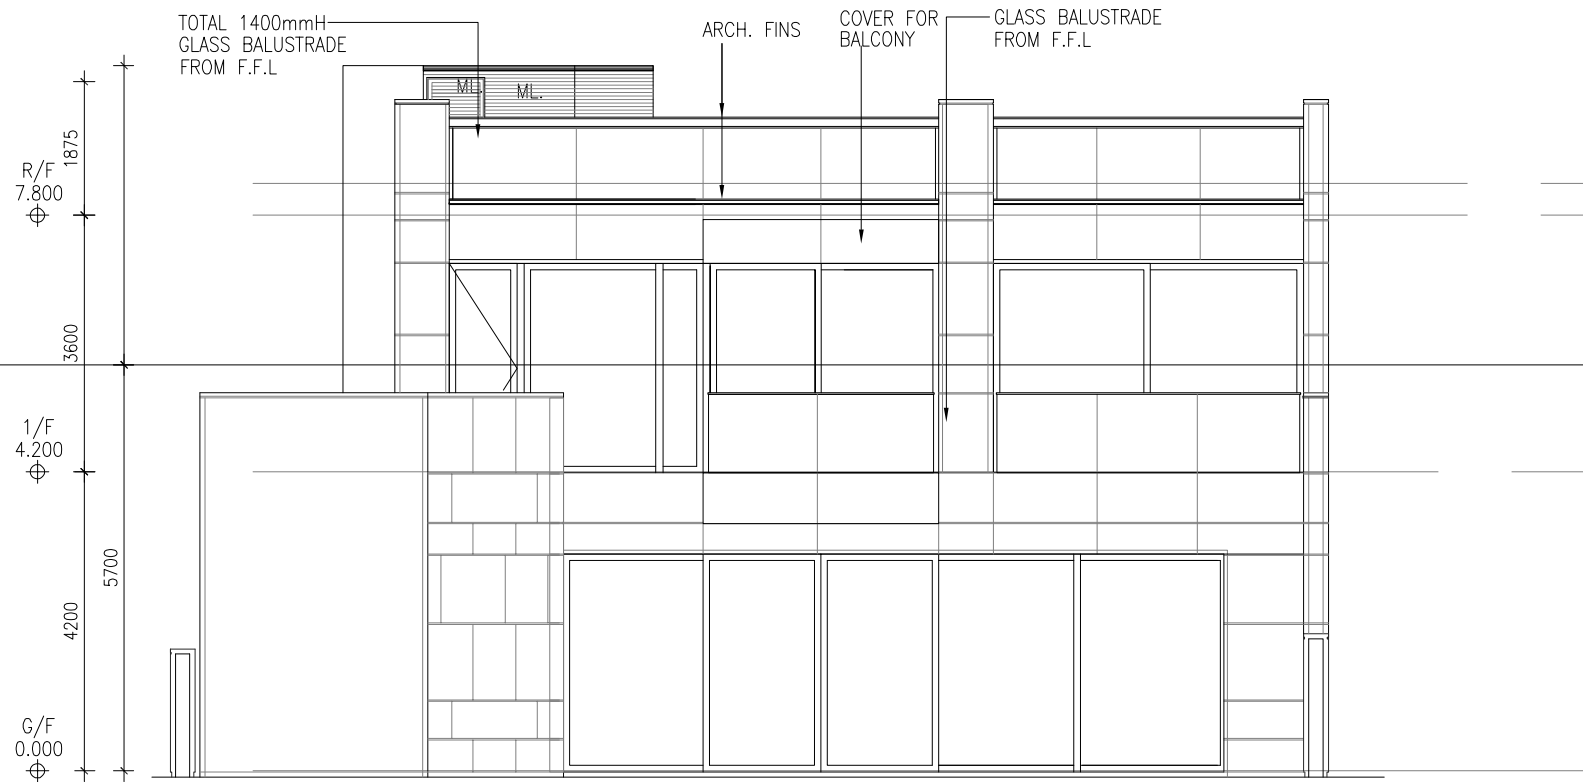 TOTAL 1400mmH
GLASS BALUSTRADE
FROM F.F.L
ARCH. FINS
COVER FOR
BALCONY
GLASS BALUSTRADE
FROM F.F.L
ML.
ML.
1875
R/F
7.800
3600
1/F
4.200
5700
4200
G/F
0.000